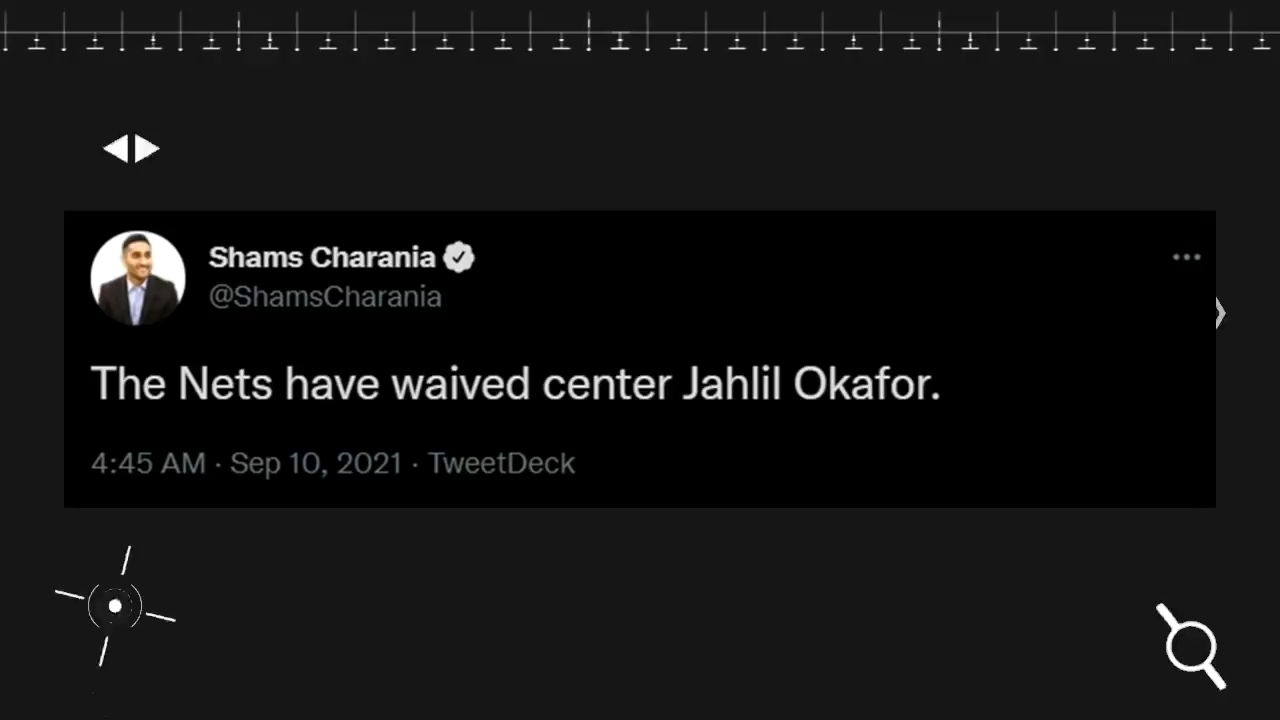 Shams Charania
@ShamsCharania
The Nets have waived center Jahlil Okafor.
4:45 AM · Sep 10, 2021 · TweetDeck